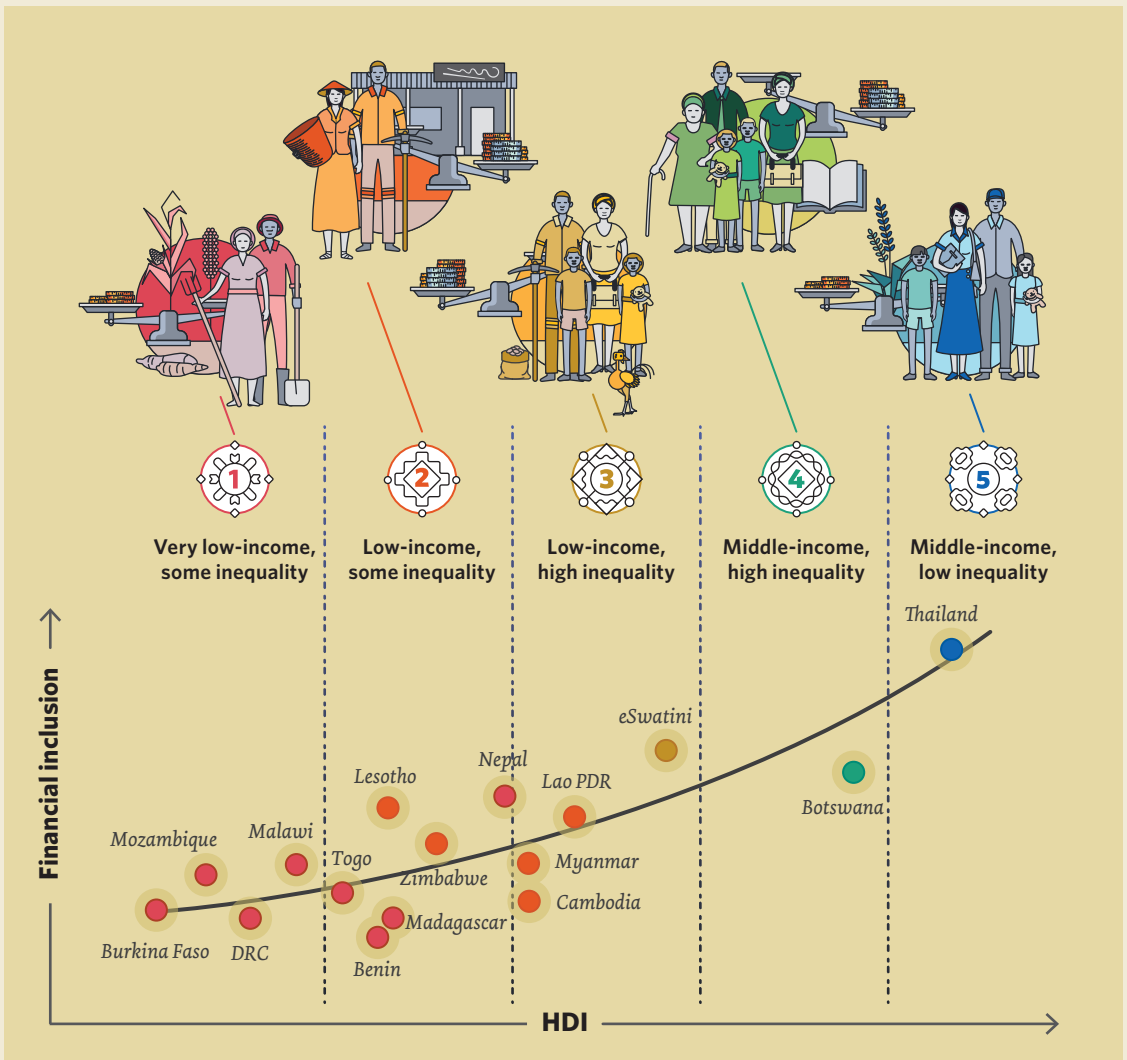 1
2
3
4
5
Very low-income,
some inequality
Low-income,
some inequality
Low-income,
high inequality
Middle-income,
high inequality
Middle-income,
low inequality
Financial inclusion
Thailand
eSwatini
Nepal
Lesotho
Lao PDR
Botswana
Malawi
Mozambique
Togo
Myanmar
Zimbabwe
Cambodia
Madagascar
Burkina Faso
DRC
Benin
HDI